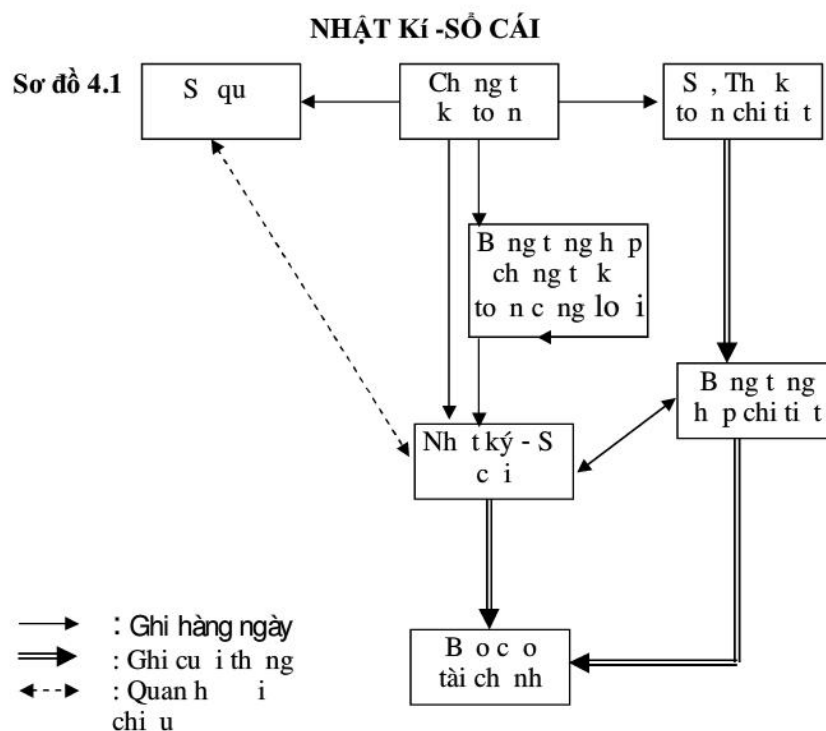 NHẬT Kí -SỔ CÁI
Sơ đồ 4.1
S qu
Ch ng t
k to n
S , Th k
to n chi ti t
B ng t ng h p
ch ng t k
to n c ng lo i
B ng t ng
h p chi ti t
Nh t ký - S
c i
B o c o
tài ch nh
: Ghi hàng ngày
: Ghi cu i th ng
: Quan h i
chi u